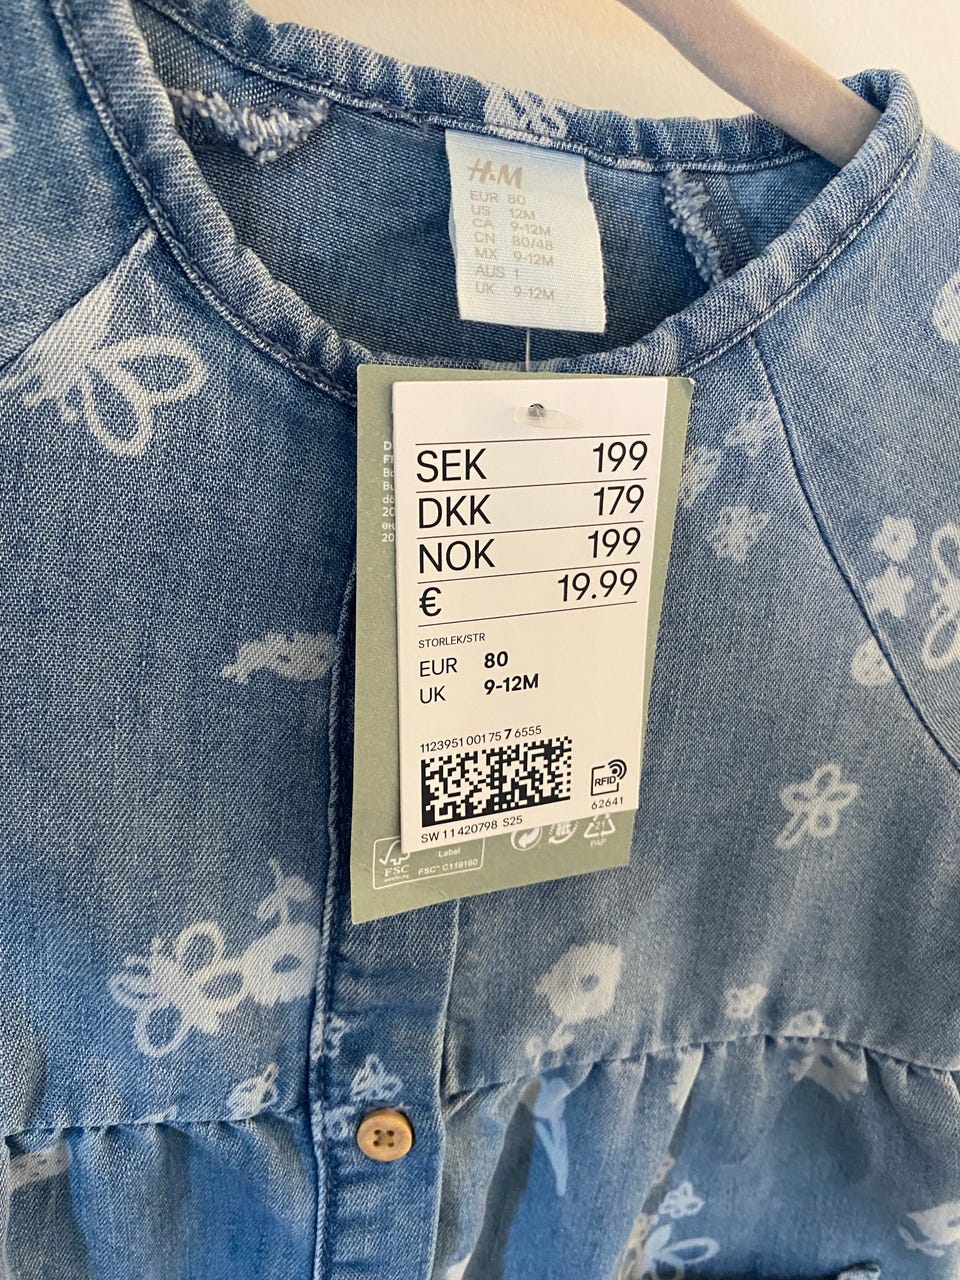 H&M
EUR 80
US 12M
CA 9-12M
CN 80/48
MX 9-12M
AUS 1
UK 9-12M
SEK 199
DKK 179
NOK 199
€ 19.99
STORLEK/STR
EUR 80
UK 9-12M
1123951 001 75 7 6555
RFID
62641
SW 11 420798 S25
Label
FSC
FSC™ C119160
21
PAP